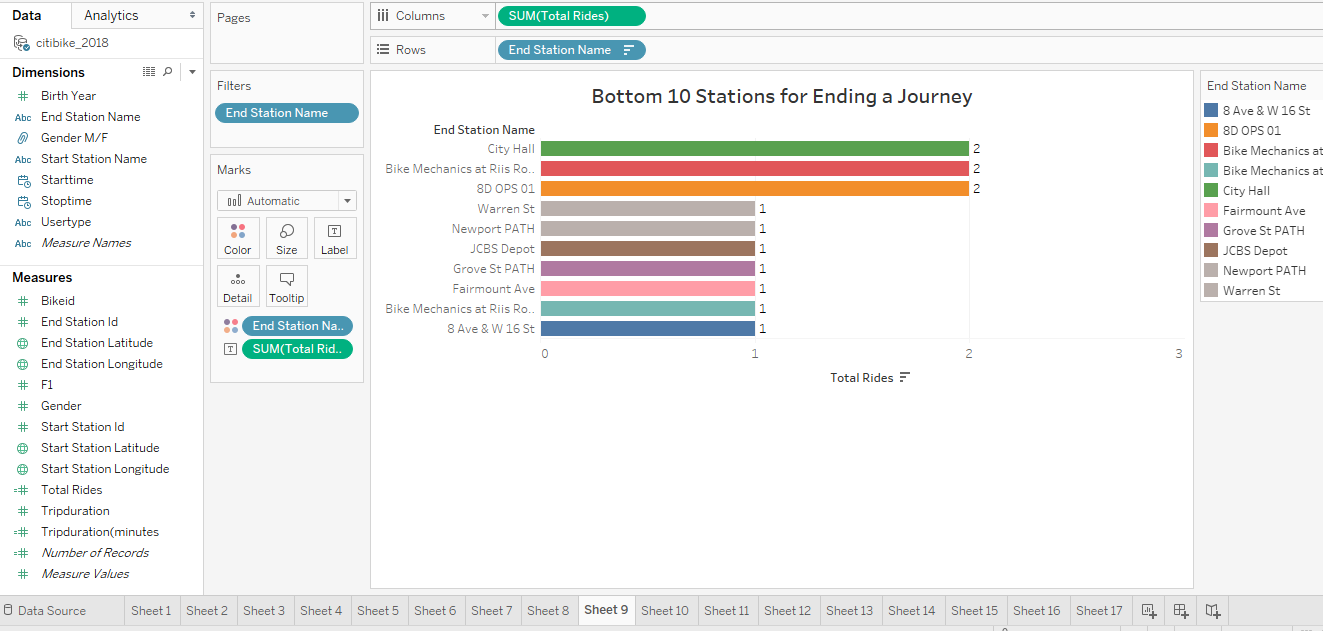 Data
Analytics
citibike_2018
Dimensions
Birth Year
Abc End Station Name
Gender M/F
Abc Start Station Name
Starttime
Stoptime
Abc Usertype
Abc Measure Names
Measures
Bikeid
End Station Id
End Station Latitude
End Station Longitude
F1
Gender
Start Station Id
Start Station Latitude
Start Station Longitude
Total Rides
Tripduration
Tripduration(minutes
Number of Records
Measure Values
Pages
Filters
End Station Name
Marks
Automatic
Color Size Label
Detail Tooltip
End Station Na..
SUM(Total Rid..
Columns SUM(Total Rides)
Rows End Station Name
Bottom 10 Stations for Ending a Journey
End Station Name
City Hall 2
Bike Mechanics at Riis Ro.. 2
8D OPS 01 2
Warren St 1
Newport PATH 1
JCBS Depot 1
Grove St PATH 1
Fairmount Ave 1
Bike Mechanics at Riis Ro.. 1
8 Ave & W 16 St 1
0 1 2 3
Total Rides
End Station Name
8 Ave & W 16 St
8D OPS 01
Bike Mechanics at
Bike Mechanics at
City Hall
Fairmount Ave
Grove St PATH
JCBS Depot
Newport PATH
Warren St
Data Source Sheet 1 Sheet 2 Sheet 3 Sheet 4 Sheet 5 Sheet 6 Sheet 7 Sheet 8 Sheet 9 Sheet 10 Sheet 11 Sheet 12 Sheet 13 Sheet 14 Sheet 15 Sheet 16 Sheet 17